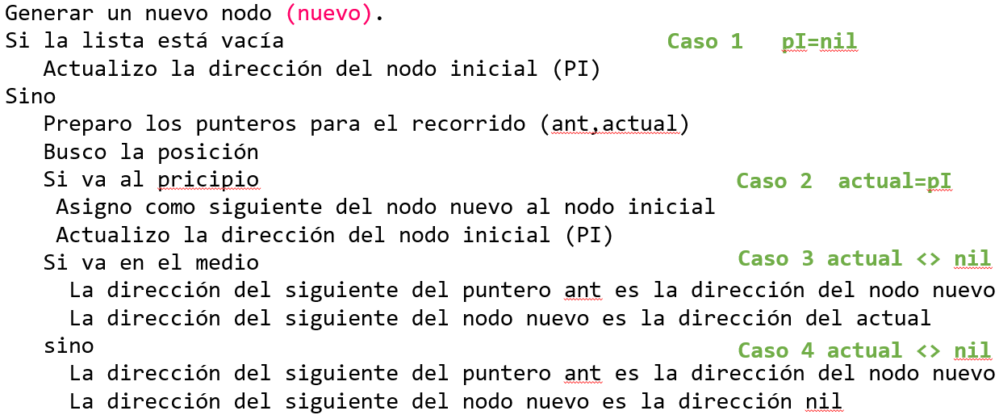 Generar un nuevo nodo (nuevo).
Si la lista está vacía Caso 1 pI=nil
Actualizo la dirección del nodo inicial (PI)
Sino
Preparo los punteros para el recorrido (ant,actual)
Busco la posición
Si va al pricipio Caso 2 actual=pI
Asigno como siguiente del nodo nuevo al nodo inicial
Actualizo la dirección del nodo inicial (PI)
Si va en el medio Caso 3 actual <> nil
La dirección del siguiente del puntero ant es la dirección del nodo nuevo
La dirección del siguiente del nodo nuevo es la dirección del actual
sino Caso 4 actual <> nil
La dirección del siguiente del puntero ant es la dirección del nodo nuevo
La dirección del siguiente del nodo nuevo es la dirección nil